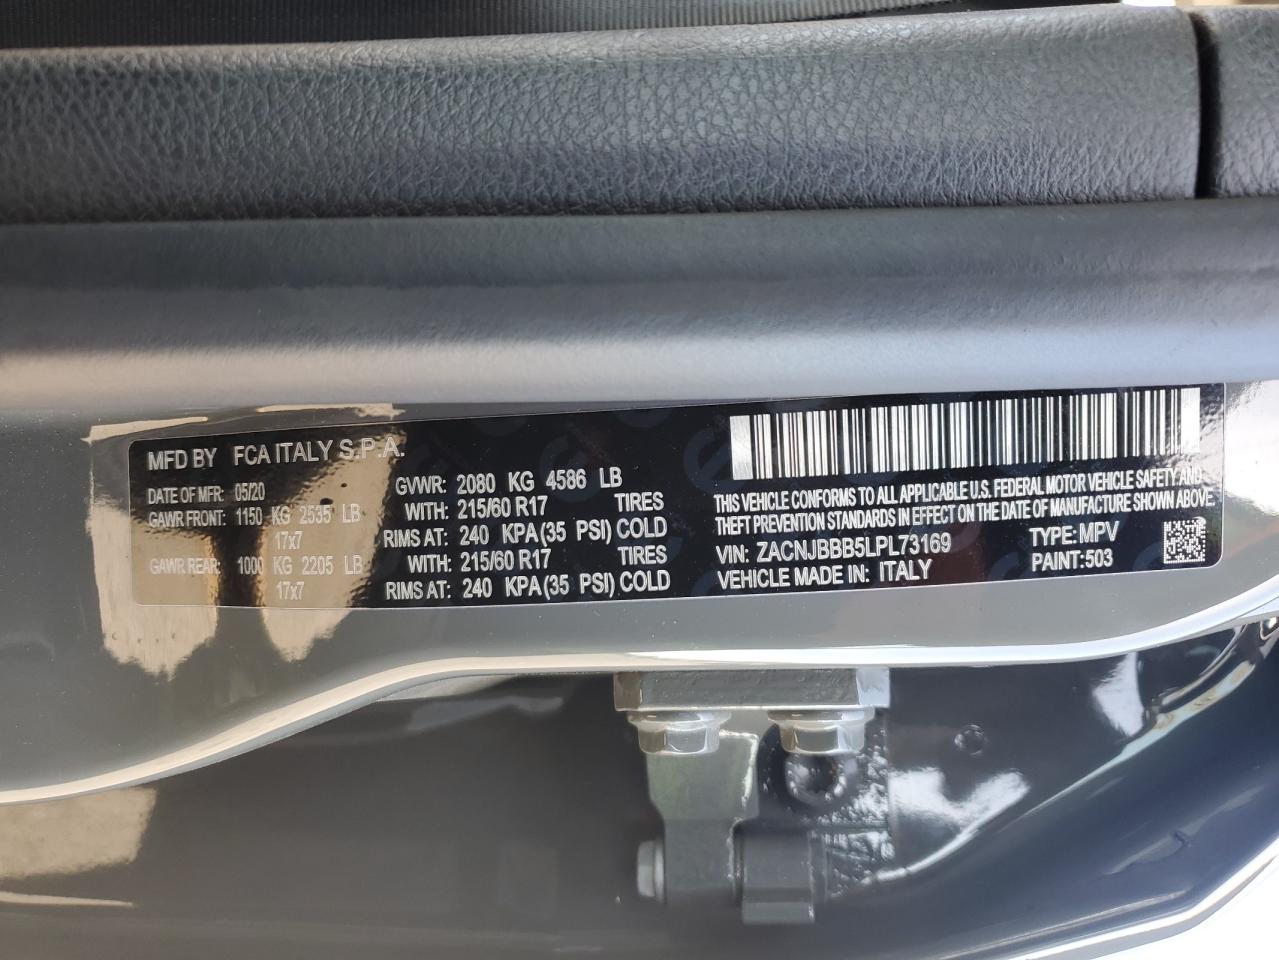 MFD BY FCA ITALY S.P.A.
DATE OF MFR: 05/20 GVWR: 2080 KG 4586 LB
GAWR FRONT: 1150 KG 2535 LB WITH: 215/60 R17 TIRES
17x7 RIMS AT: 240 KPA(35 PSI) COLD
GAWR REAR: 1000 KG 2205 LB WITH: 215/60 R17 TIRES
17x7 RIMS AT: 240 KPA(35 PSI) COLD
THIS VEHICLE CONFORMS TO ALL APPLICABLE U.S. FEDERAL MOTOR VEHICLE SAFETY AND
THEFT PREVENTION STANDARDS IN EFFECT ON THE DATE OF MANUFACTURE SHOWN ABOVE.
VIN: ZACNJBBB5LPL73169 TYPE: MPV
VEHICLE MADE IN: ITALY PAINT: 503